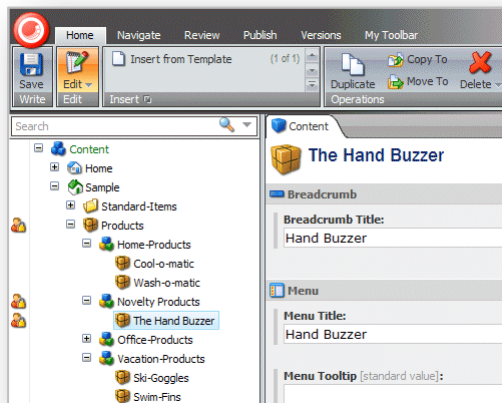 Home Navigate Review Publish Versions My Toolbar
Save
Write
Edit
Edit
Insert from Template (1 of 1)
Insert
Duplicate
Copy To
Move To
Delete
Operations
Search
Content
Home
Sample
Standard-Items
Products
Home-Products
Cool-o-matic
Wash-o-matic
Novelty Products
The Hand Buzzer
Office-Products
Vacation-Products
Ski-Goggles
Swim-Fins
Content
The Hand Buzzer
Breadcrumb
Breadcrumb Title:
Hand Buzzer
Menu
Menu Title:
Hand Buzzer
Menu Tooltip [standard value]: